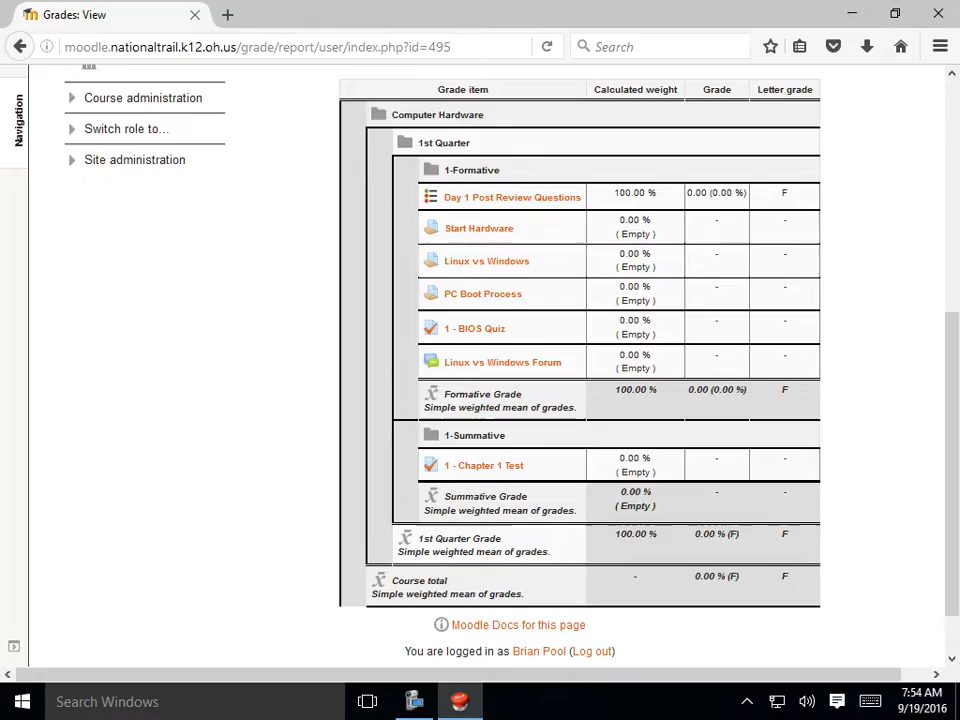 Grades: View
moodle.nationaltrail.k12.oh.us/grade/report/user/index.php?id=495
Search
Navigation
Course administration
Switch role to...
Site administration
Grade item Calculated weight Grade Letter grade
Computer Hardware
1st Quarter
1-Formative
Day 1 Post Review Questions 100.00 % 0.00 (0.00 %) F
Start Hardware 0.00 % - -
( Empty )
Linux vs Windows 0.00 % - -
( Empty )
PC Boot Process 0.00 % - -
( Empty )
1 - BIOS Quiz 0.00 % - -
( Empty )
Linux vs Windows Forum 0.00 % - -
( Empty )
Formative Grade 100.00 % 0.00 (0.00 %) F
Simple weighted mean of grades.
1-Summative
1 - Chapter 1 Test 0.00 % - -
( Empty )
Summative Grade 0.00 % - -
Simple weighted mean of grades. ( Empty )
1st Quarter Grade 100.00 % 0.00 % (F) F
Simple weighted mean of grades.
Course total - 0.00 % (F) F
Simple weighted mean of grades.
Moodle Docs for this page
You are logged in as Brian Pool (Log out)
Search Windows
7:54 AM
9/19/2016